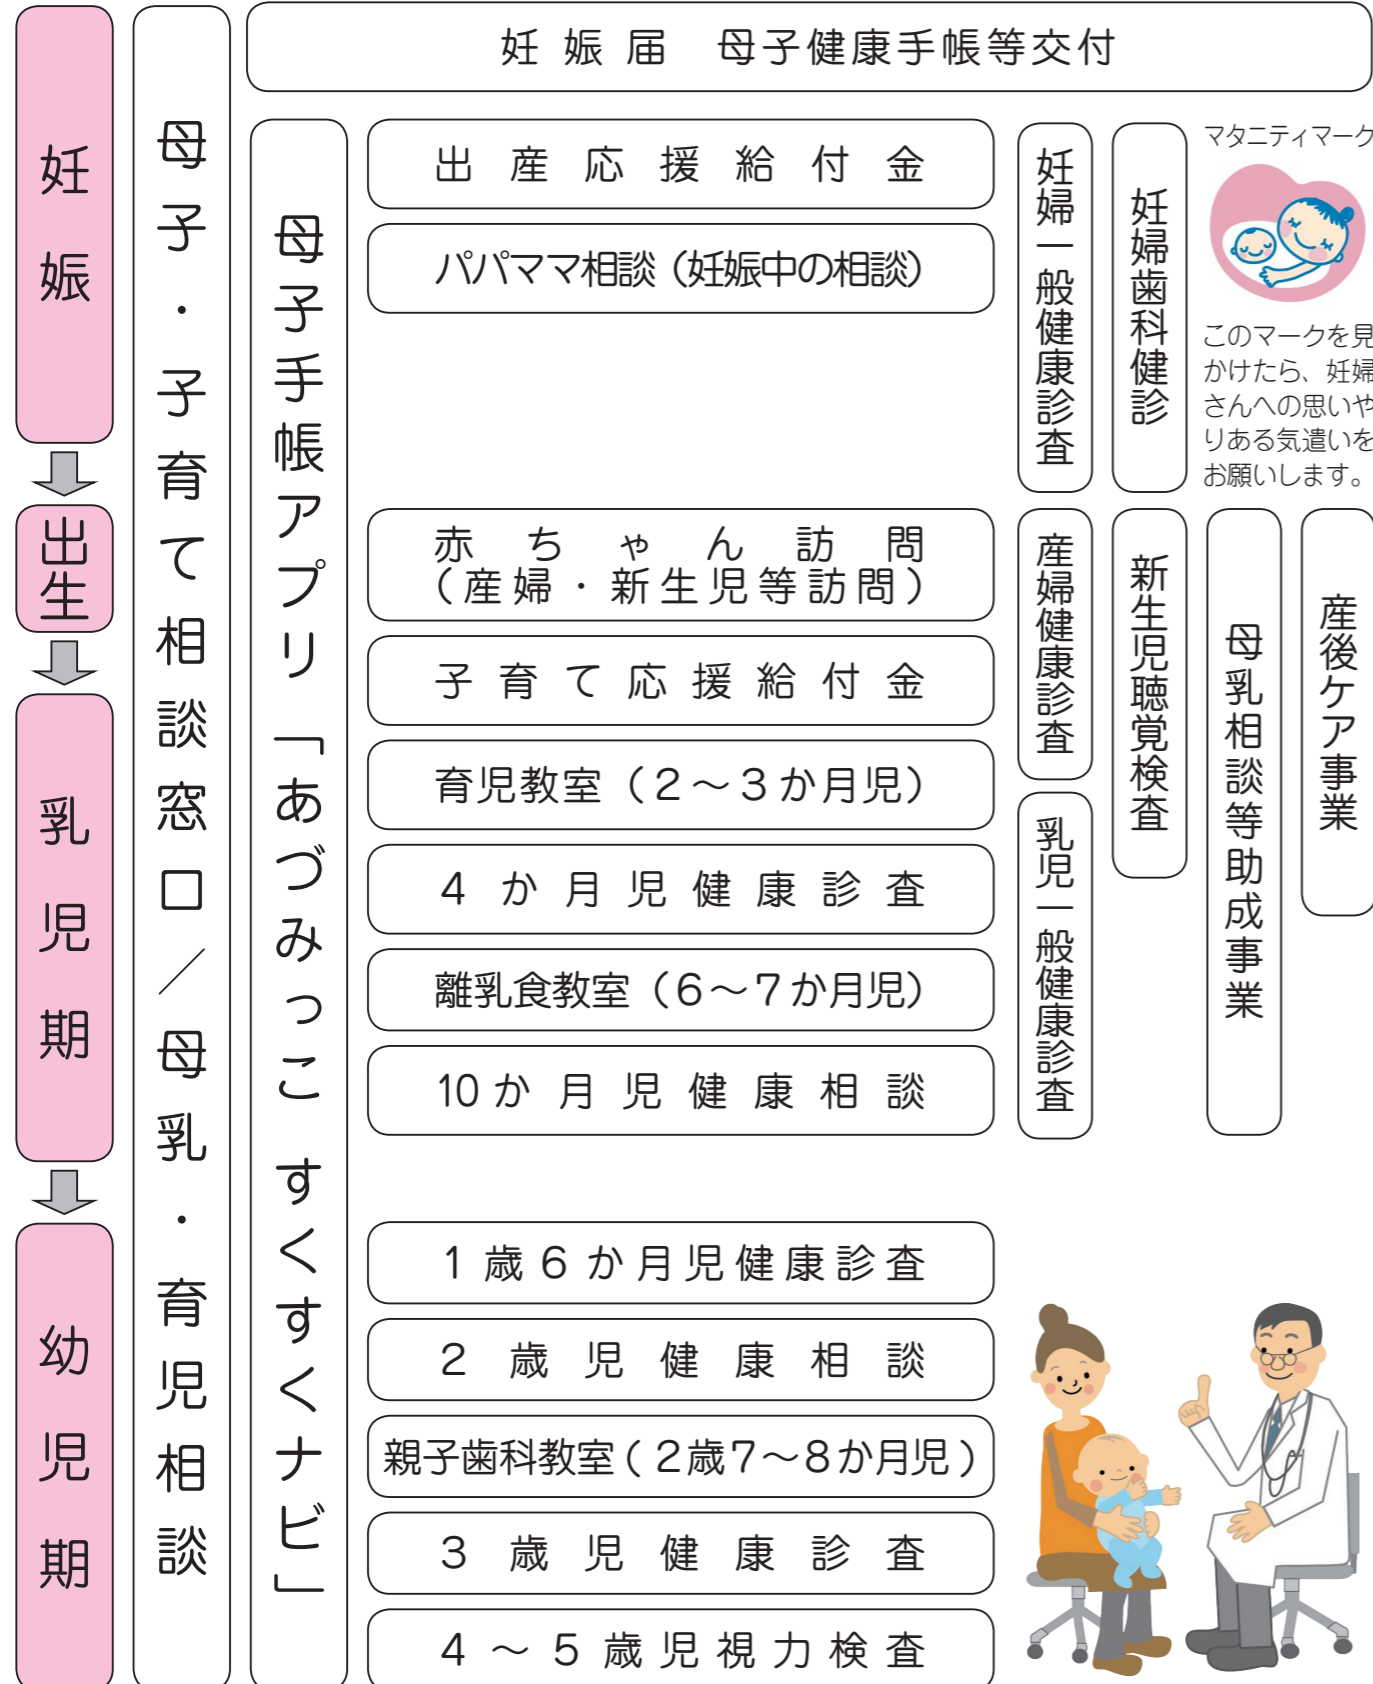 妊娠
出生
乳児期
幼児期
母子・子育て相談窓口／母乳・育児相談
妊娠届　母子健康手帳等交付
母子手帳アプリ「あづみっこ すくすくナビ」
出産応援給付金
パパママ相談（妊娠中の相談）
妊婦一般健康診査
妊婦歯科健診
マタニティマーク
このマークを見
かけたら、妊婦
さんへの思いや
りある気遣いを
お願いします。
赤ちゃん訪問
（産婦・新生児等訪問）
子育て応援給付金
育児教室（２～３か月児）
４か月児健康診査
離乳食教室（６～７か月児）
10か月児健康相談
産婦健康診査
乳児一般健康診査
新生児聴覚検査
母乳相談等助成事業
産後ケア事業
１歳６か月児健康診査
２歳児健康相談
親子歯科教室（２歳７～８か月児）
３歳児健康診査
４～５歳児視力検査